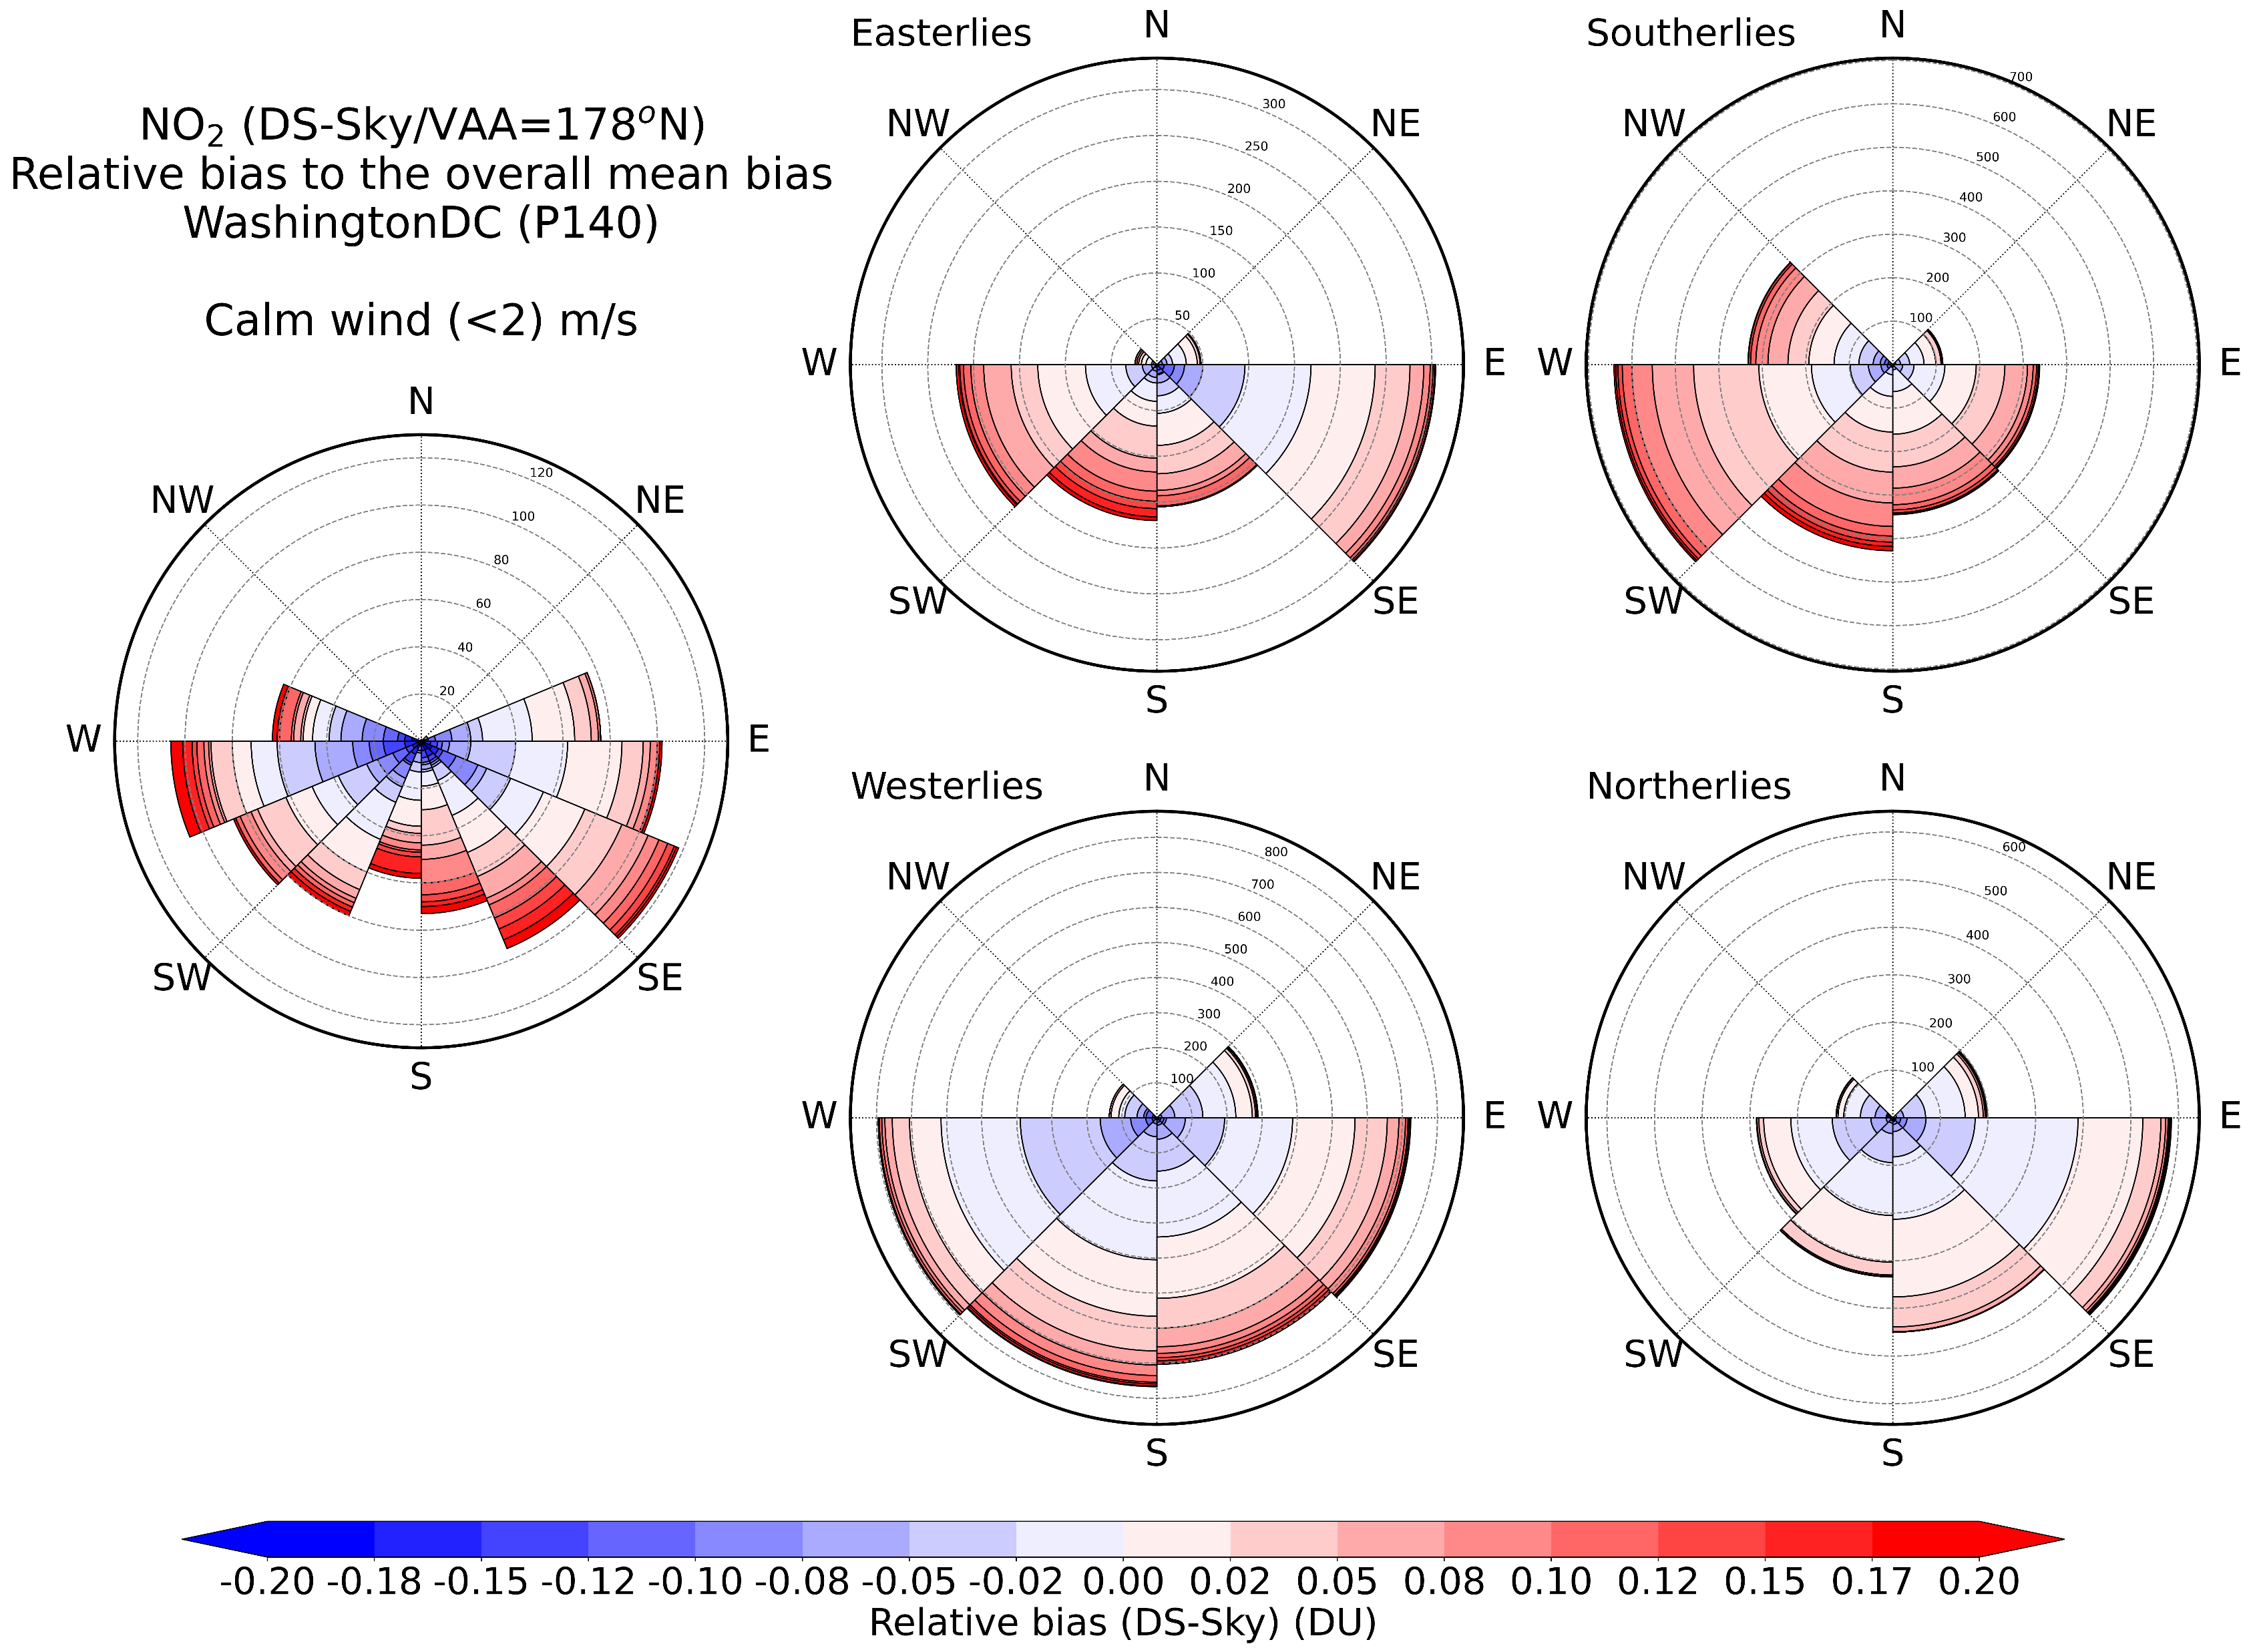 NO₂ (DS-Sky/VAA=178ᵒN)
Relative bias to the overall mean bias
WashingtonDC (P140)
Calm wind (<2) m/s
N
NW
NE
W
E
SW
SE
S
20
40
60
80
100
120
Easterlies
N
NW
NE
W
E
SW
SE
S
50
100
150
200
250
300
Southerlies
N
NW
NE
W
E
SW
SE
S
100
200
300
400
500
600
700
Westerlies
N
NW
NE
W
E
SW
SE
S
100
200
300
400
500
600
700
800
Northerlies
N
NW
NE
W
E
SW
SE
S
100
200
300
400
500
600
-0.20 -0.18 -0.15 -0.12 -0.10 -0.08 -0.05 -0.02 0.00 0.02 0.05 0.08 0.10 0.12 0.15 0.17 0.20
Relative bias (DS-Sky) (DU)